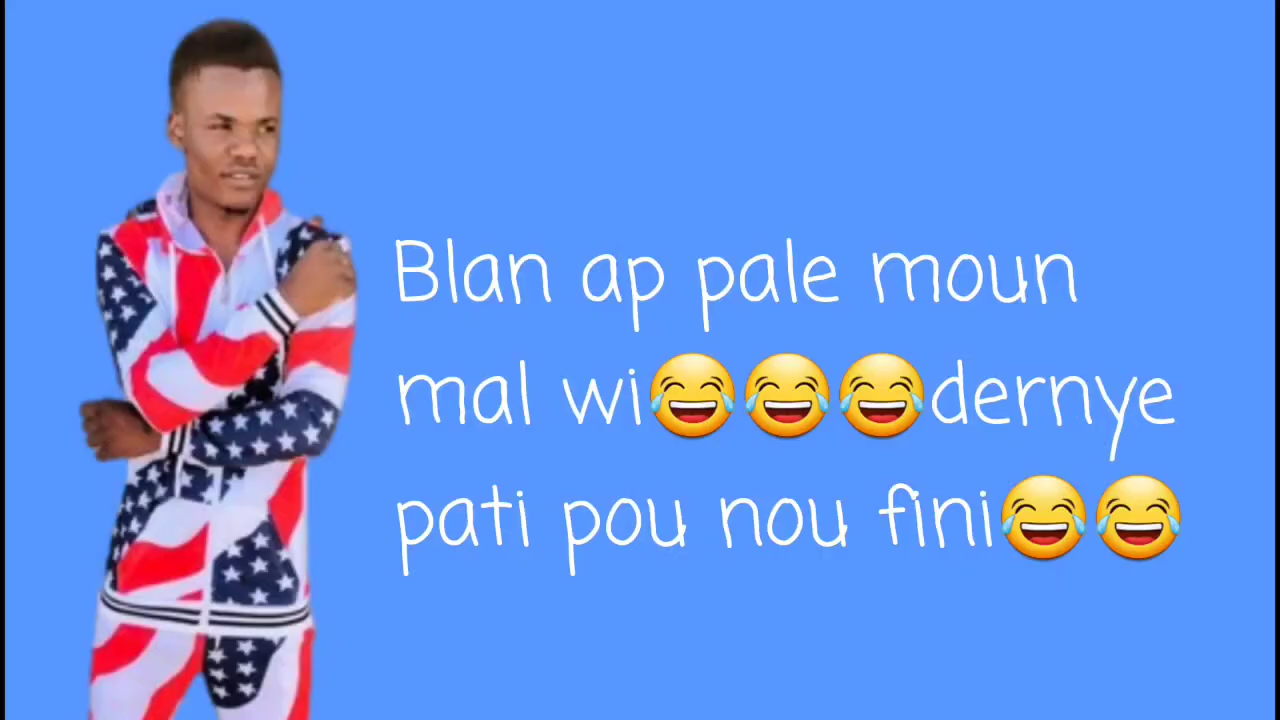 Blan ap pale moun
mal wi😂😂😂dernye
pati pou nou fini😂😂